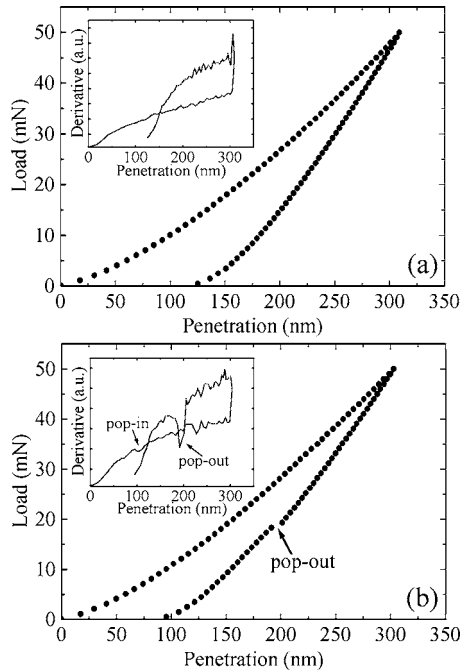 50
40
30
20
10
0
Load (mN)
Derivative (a.u.)
0 100 200 300
Penetration (nm)
(a)
0 50 100 150 200 250 300 350
Penetration (nm)
50
40
30
20
10
0
Load (mN)
Derivative (a.u.)
pop-in
pop-out
0 100 200 300
Penetration (nm)
pop-out
(b)
0 50 100 150 200 250 300 350
Penetration (nm)